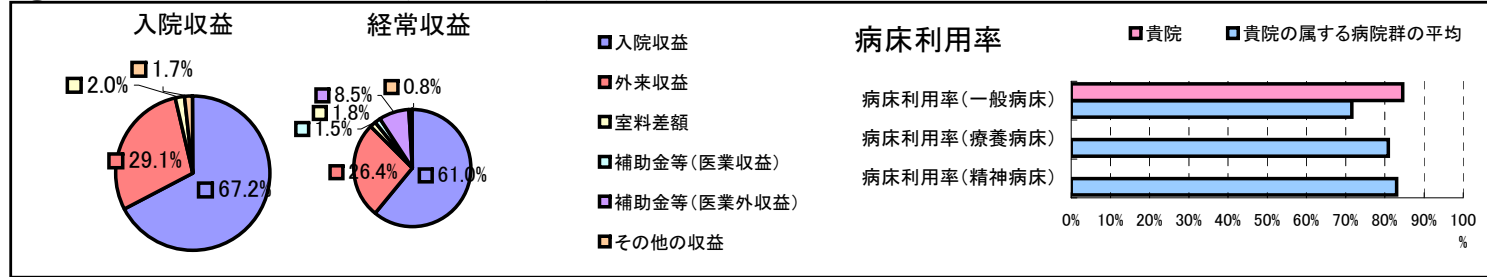 入院収益
2.0%
1.7%
29.1%
67.2%
経常収益
8.5%
0.8%
1.8%
1.5%
26.4%
61.0%
入院収益
外来収益
室料差額
補助金等(医業収益)
補助金等(医業外収益)
その他の収益
病床利用率
貴院 貴院の属する病院群の平均
病床利用率(一般病床)
病床利用率(療養病床)
病床利用率(精神病床)
0% 10% 20% 30% 40% 50% 60% 70% 80% 90% 100
%